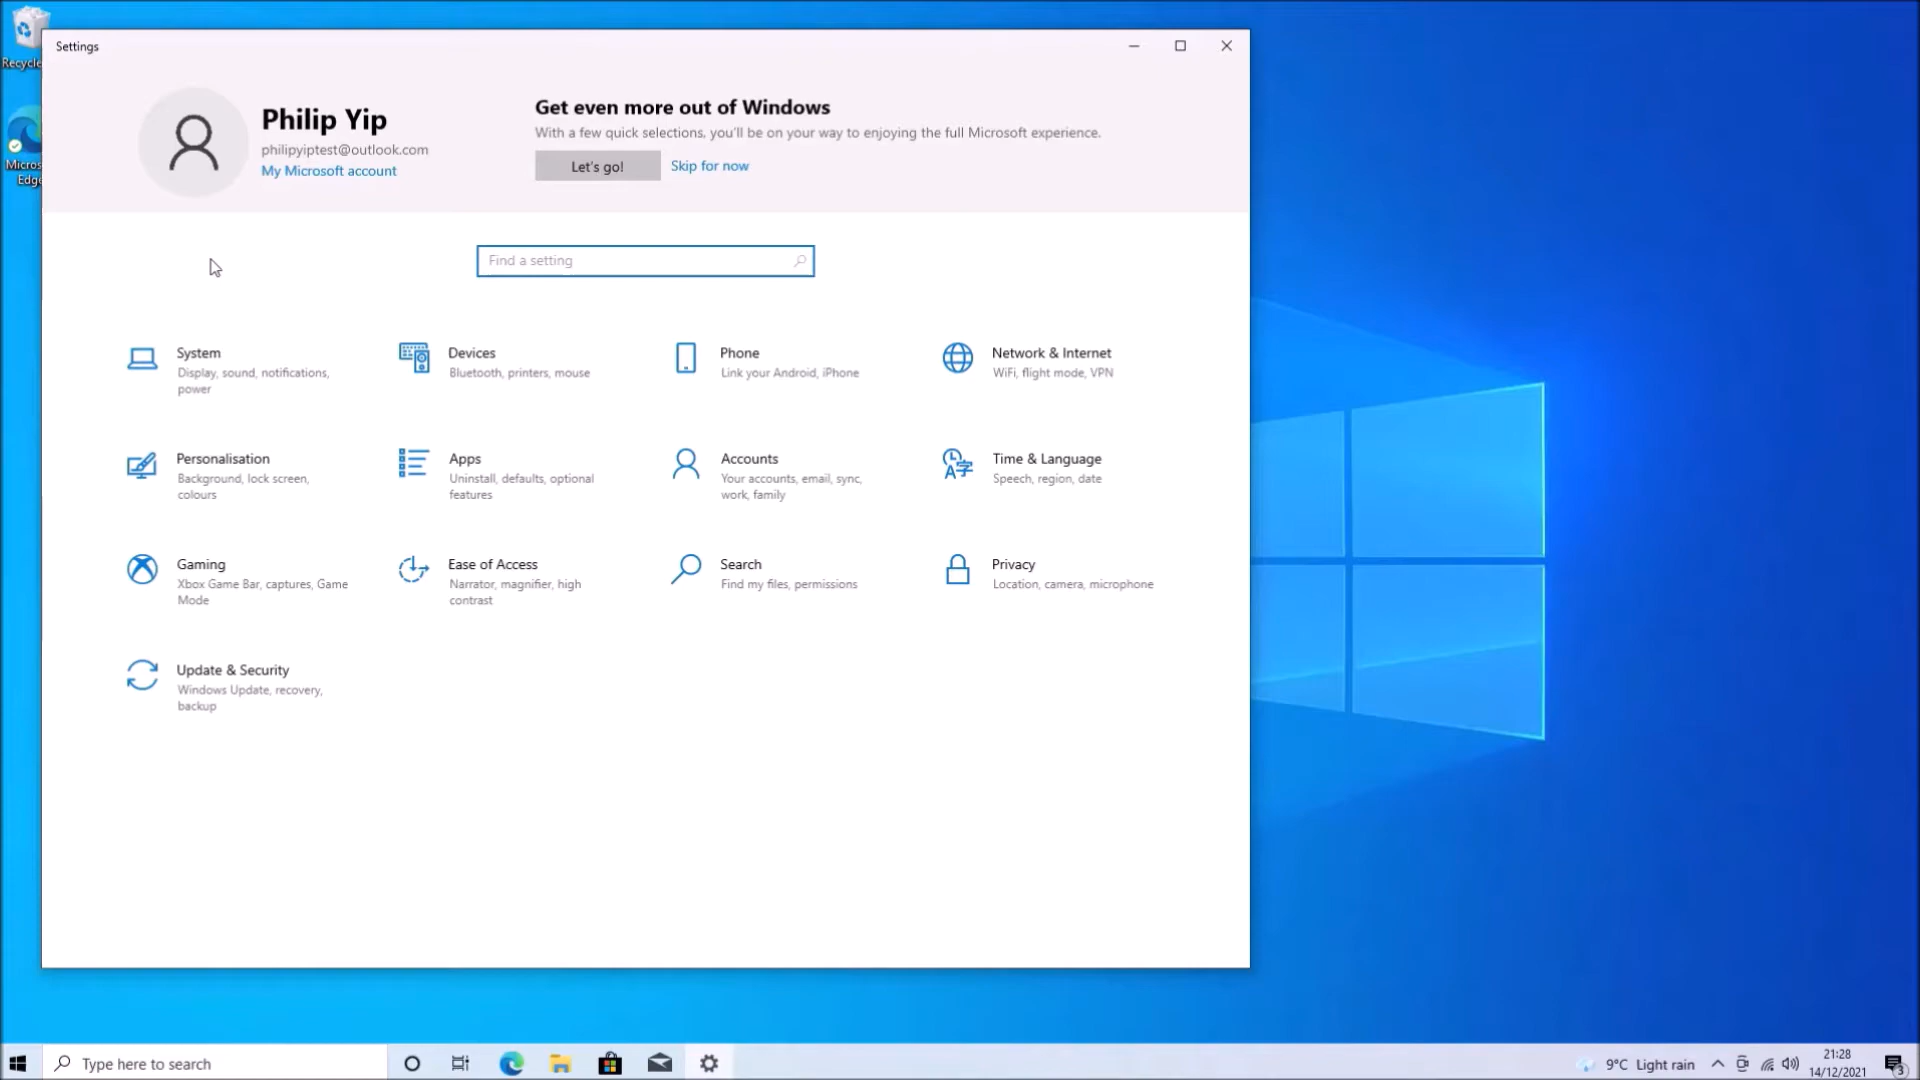 Recycle
Micros
Edge
Settings
Philip Yip
philipyiptest@outlook.com
My Microsoft account
Get even more out of Windows
With a few quick selections, you'll be on your way to enjoying the full Microsoft experience.
Let's go!
Skip for now
Find a setting
System
Display, sound, notifications,
power
Devices
Bluetooth, printers, mouse
Phone
Link your Android, iPhone
Network & Internet
WiFi, flight mode, VPN
Personalisation
Background, lock screen,
colours
Apps
Uninstall, defaults, optional
features
Accounts
Your accounts, email, sync,
work, family
Time & Language
Speech, region, date
Gaming
Xbox Game Bar, captures, Game
Mode
Ease of Access
Narrator, magnifier, high
contrast
Search
Find my files, permissions
Privacy
Location, camera, microphone
Update & Security
Windows Update, recovery,
backup
Type here to search
9°C Light rain
21:28
14/12/2021
3